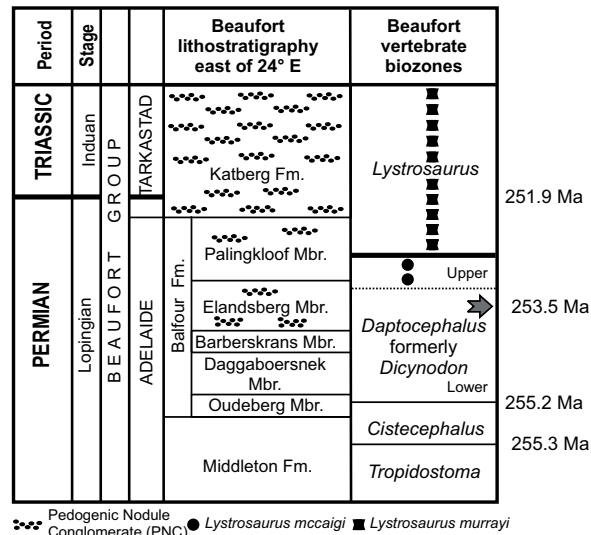 Period
Stage
Beaufort
lithostratigraphy
east of 24° E
Beaufort
vertebrate
biozones
TRIASSIC
PERMIAN
Induan
Lopingian
BEAUFORT GROUP
TARKASTAD
ADELAIDE
Katberg Fm.
Balfour Fm.
Palingkloof Mbr.
Elandsberg Mbr.
Barberskrans Mbr.
Daggaboersnek
Mbr.
Oudeberg Mbr.
Middleton Fm.
Lystrosaurus
Upper
Daptocephalus
formerly
Dicynodon
Lower
Cistecephalus
Tropidostoma
251.9 Ma
253.5 Ma
255.2 Ma
255.3 Ma
Pedogenic Nodule
Conglomerate (PNC)
Lystrosaurus mccaigi
Lystrosaurus murrayi